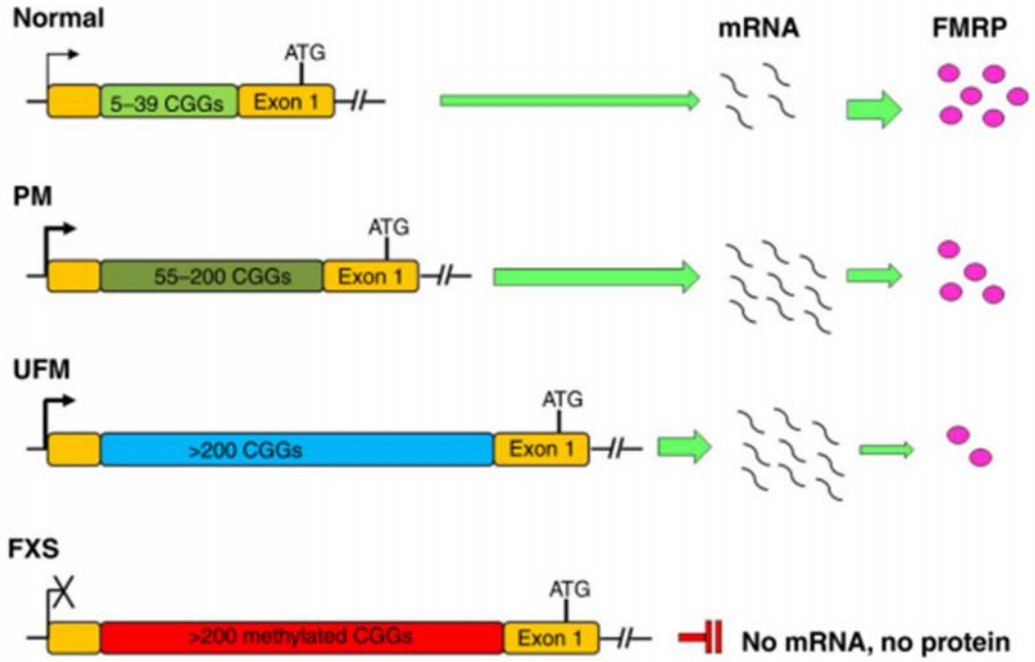 Normal
mRNA
FMRP
ATG
5–39 CGGs
Exon 1
PM
ATG
55–200 CGGs
Exon 1
UFM
ATG
>200 CGGs
Exon 1
FXS
ATG
>200 methylated CGGs
Exon 1
No mRNA, no protein